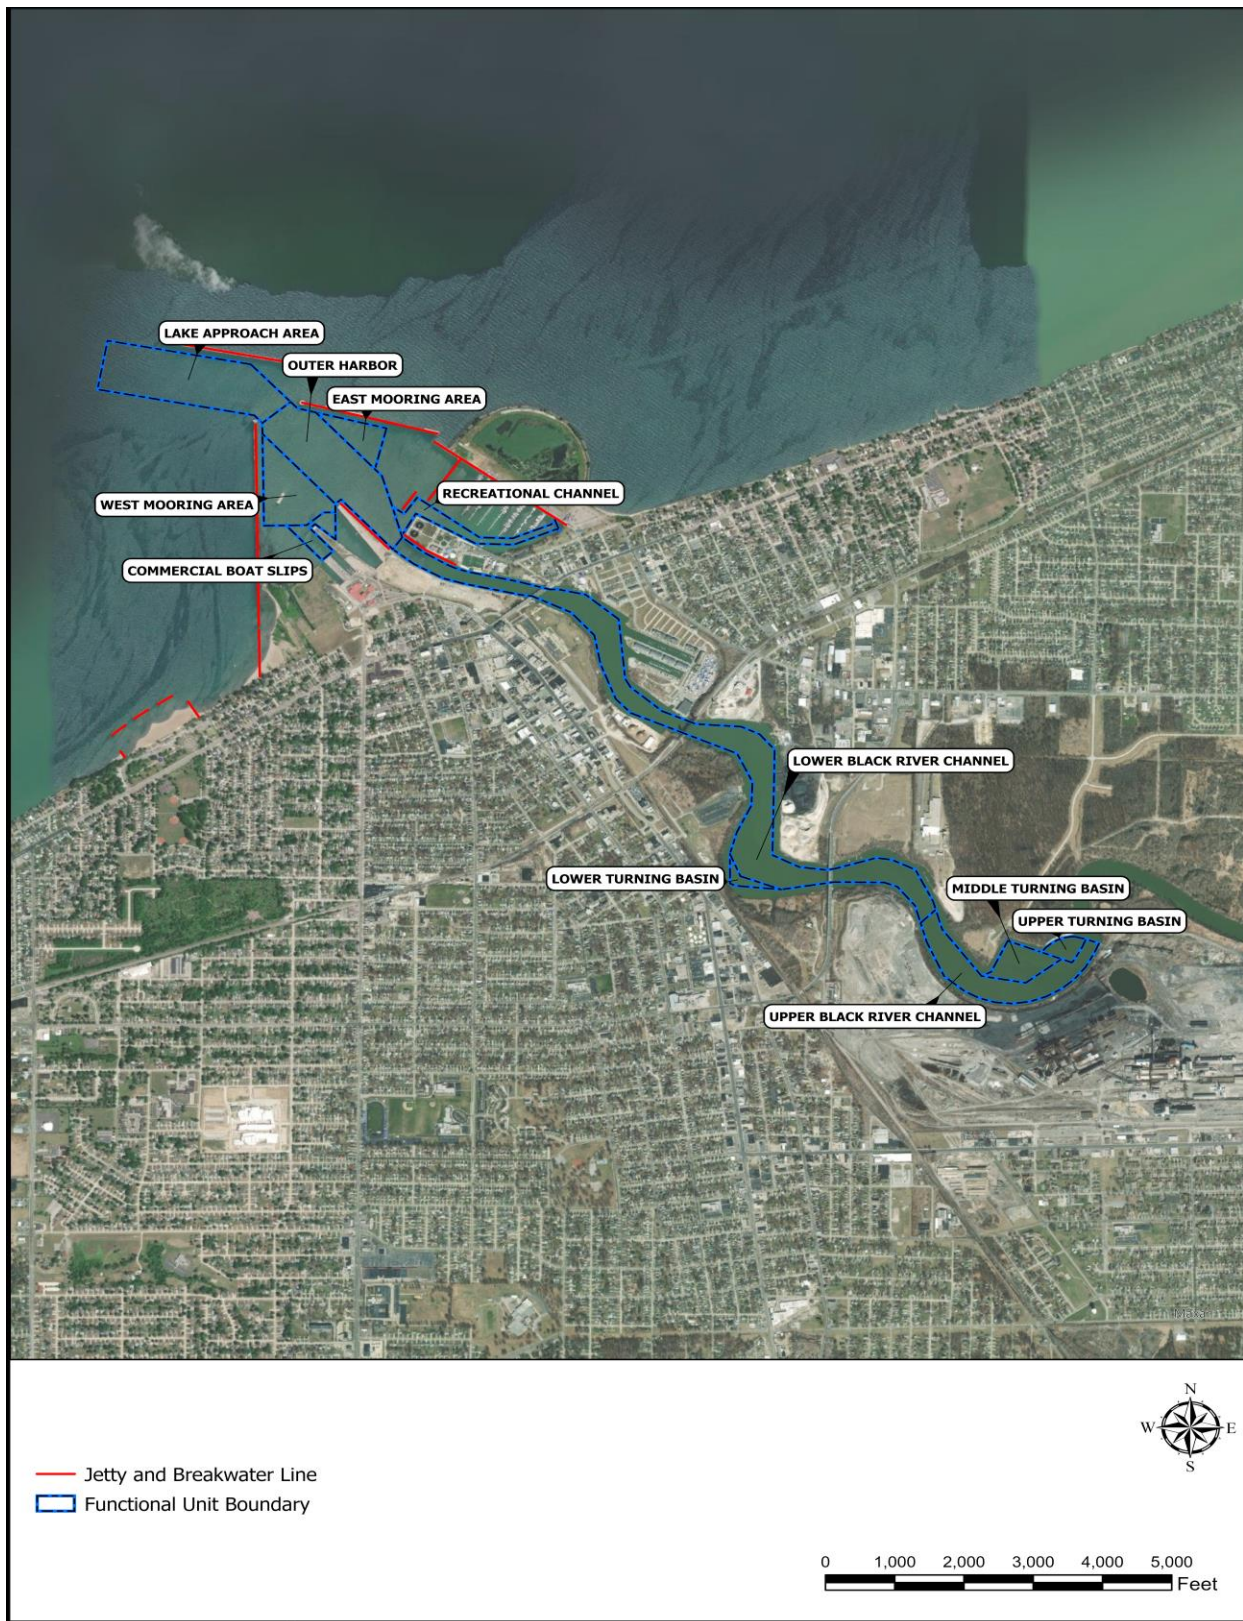 LAKE APPROACH AREA
OUTER HARBOR
EAST MOORING AREA
RECREATIONAL CHANNEL
WEST MOORING AREA
COMMERCIAL BOAT SLIPS
LOWER BLACK RIVER CHANNEL
LOWER TURNING BASIN
MIDDLE TURNING BASIN
UPPER TURNING BASIN
UPPER BLACK RIVER CHANNEL
N
W E
S
Jetty and Breakwater Line
Functional Unit Boundary
0 1,000 2,000 3,000 4,000 5,000
Feet